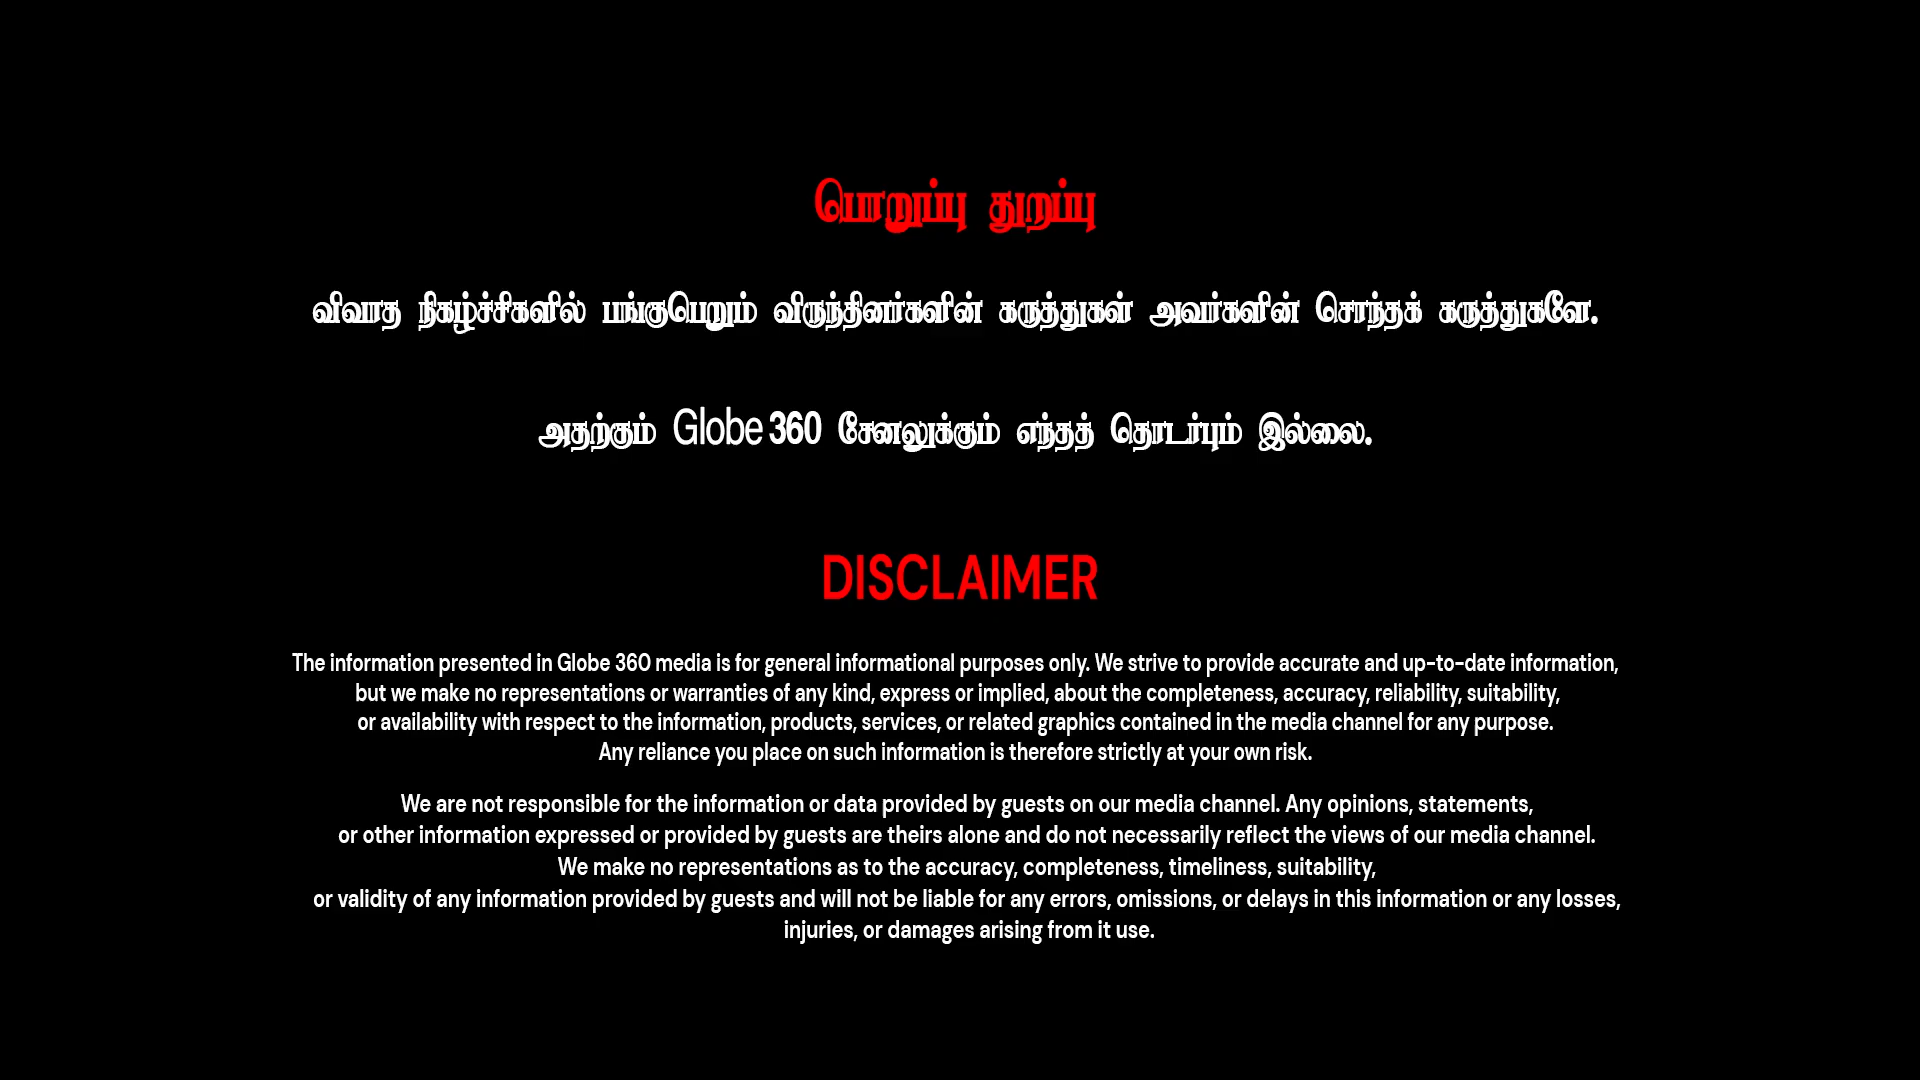 பொறுப்பு துறப்பு
விவாத நிகழ்ச்சிகளில் பங்குபெறும் விருந்தினர்களின் கருத்துகள் அவர்களின் சொந்தக் கருத்துகளே.
அதற்கும் Globe 360 சேனலுக்கும் எந்தத் தொடர்பும் இல்லை.
DISCLAIMER
The information presented in Globe 360 media is for general informational purposes only. We strive to provide accurate and up-to-date information,
but we make no representations or warranties of any kind, express or implied, about the completeness, accuracy, reliability, suitability,
or availability with respect to the information, products, services, or related graphics contained in the media channel for any purpose.
Any reliance you place on such information is therefore strictly at your own risk.
We are not responsible for the information or data provided by guests on our media channel. Any opinions, statements,
or other information expressed or provided by guests are theirs alone and do not necessarily reflect the views of our media channel.
We make no representations as to the accuracy, completeness, timeliness, suitability,
or validity of any information provided by guests and will not be liable for any errors, omissions, or delays in this information or any losses,
injuries, or damages arising from it use.